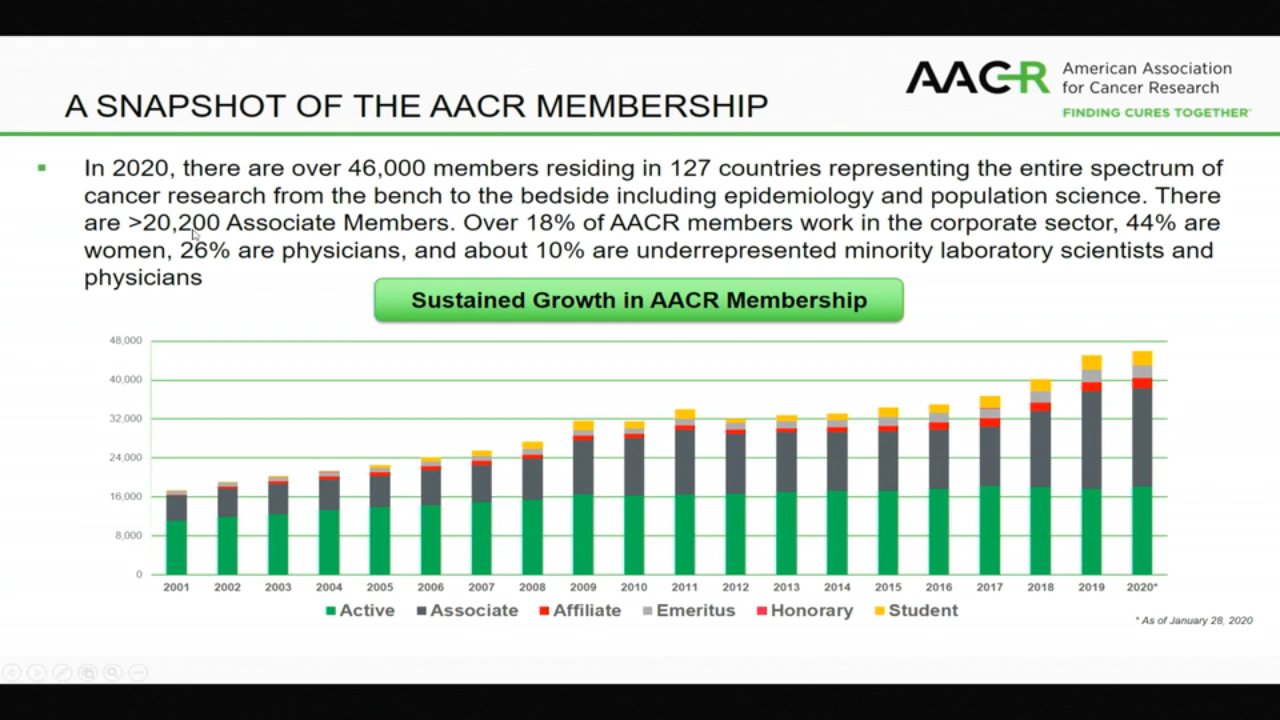 AACR American Association
for Cancer Research
FINDING CURES TOGETHER
A SNAPSHOT OF THE AACR MEMBERSHIP
In 2020, there are over 46,000 members residing in 127 countries representing the entire spectrum of
cancer research from the bench to the bedside including epidemiology and population science. There
are >20,200 Associate Members. Over 18% of AACR members work in the corporate sector, 44% are
women, 26% are physicians, and about 10% are underrepresented minority laboratory scientists and
physicians
Sustained Growth in AACR Membership
48,000
40,000
32,000
24,000
16,000
8,000
0
2001 2002 2003 2004 2005 2006 2007 2008 2009 2010 2011 2012 2013 2014 2015 2016 2017 2018 2019 2020*
Active Associate Affiliate Emeritus Honorary Student
* As of January 28, 2020